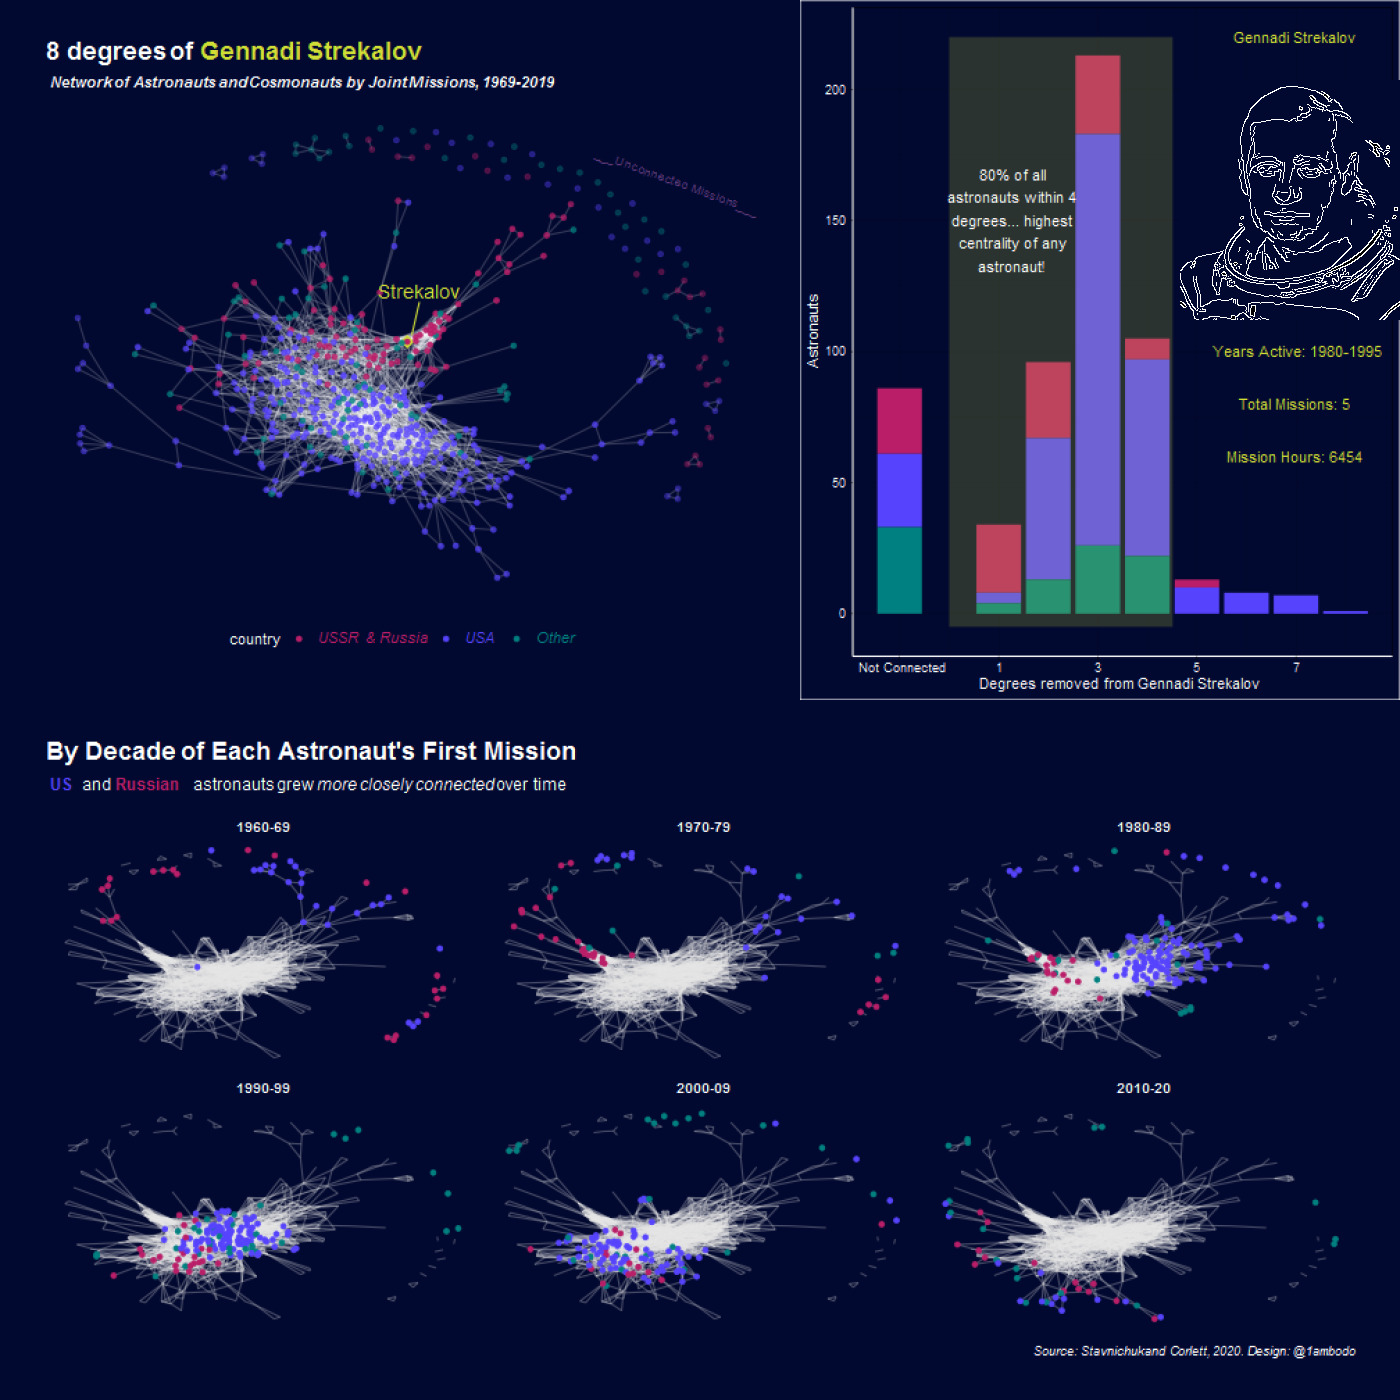 8 degrees of Gennadi Strekalov
Network of Astronauts and Cosmonauts by Joint Missions, 1969-2019
Unconnected Missions
Strekalov
country USSR & Russia USA Other
Gennadi Strekalov
200
150
100
50
0
Astronauts
80% of all
astronauts within 4
degrees... highest
centrality of any
astronaut!
Years Active: 1980-1995
Total Missions: 5
Mission Hours: 6454
Not Connected 1 3 5 7
Degrees removed from Gennadi Strekalov
By Decade of Each Astronaut's First Mission
US and Russian astronauts grew more closely connected over time
1960-69 1970-79 1980-89
1990-99 2000-09 2010-20
Source: Stavnichuk and Corlett, 2020. Design: @1ambodo